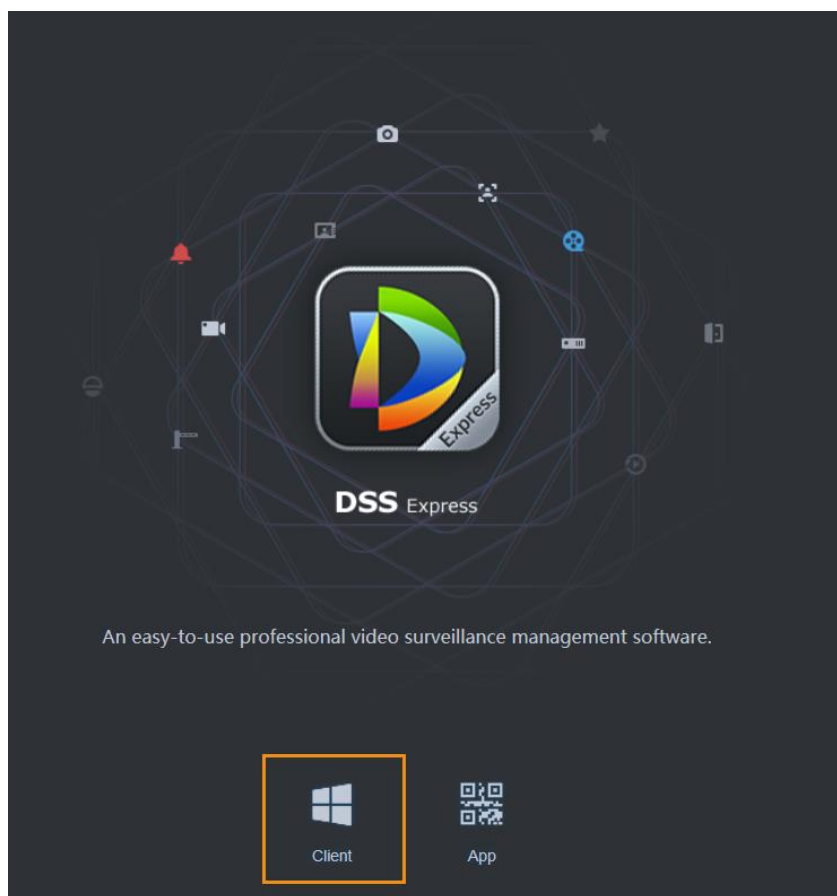 Express
DSS Express
An easy-to-use professional video surveillance management software.
Client
App